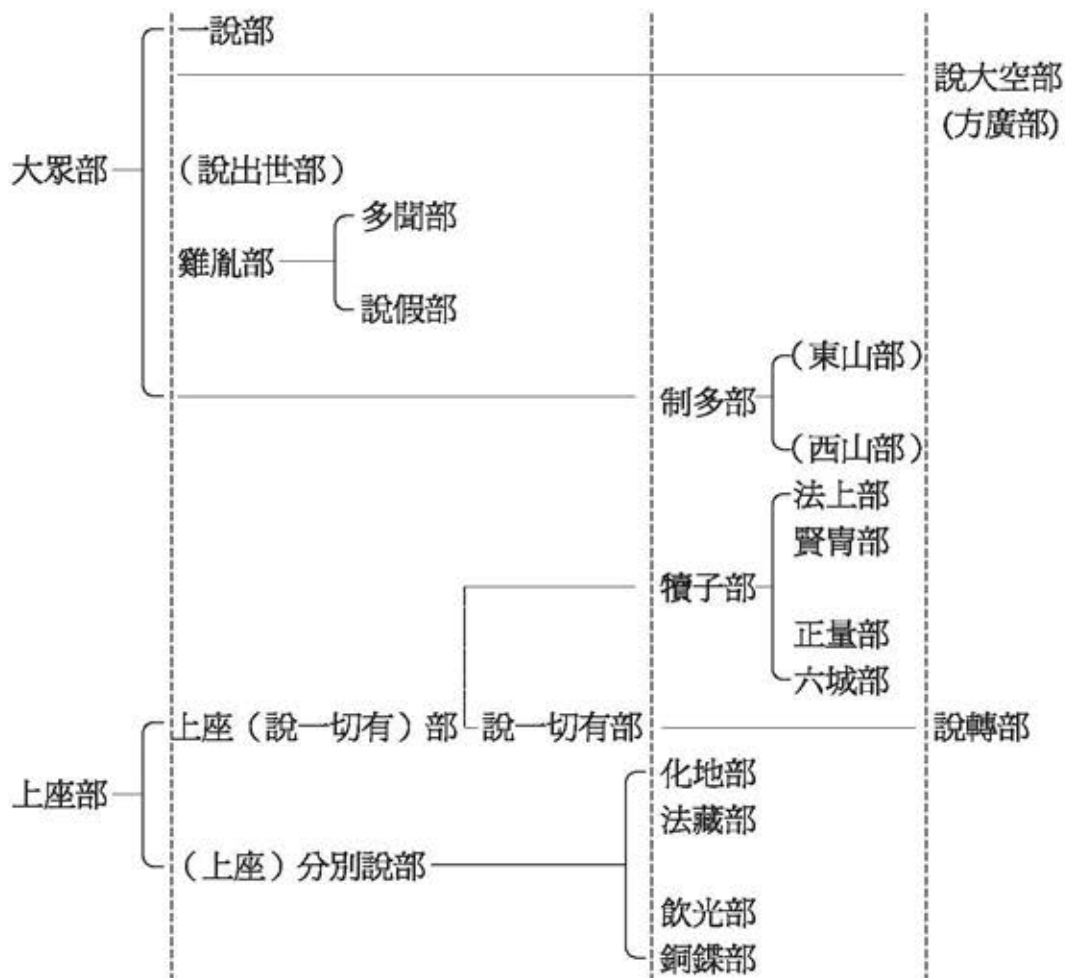 一說部
說大空部
(方廣部)
大眾部
(說出世部)
多聞部
雞胤部
說假部
(東山部)
制多部
(西山部)
法上部
賢冑部
犢子部
正量部
六城部
上座(說一切有)部
說一切有部
說轉部
化地部
上座部
法藏部
(上座)分別說部
飲光部
銅鍱部